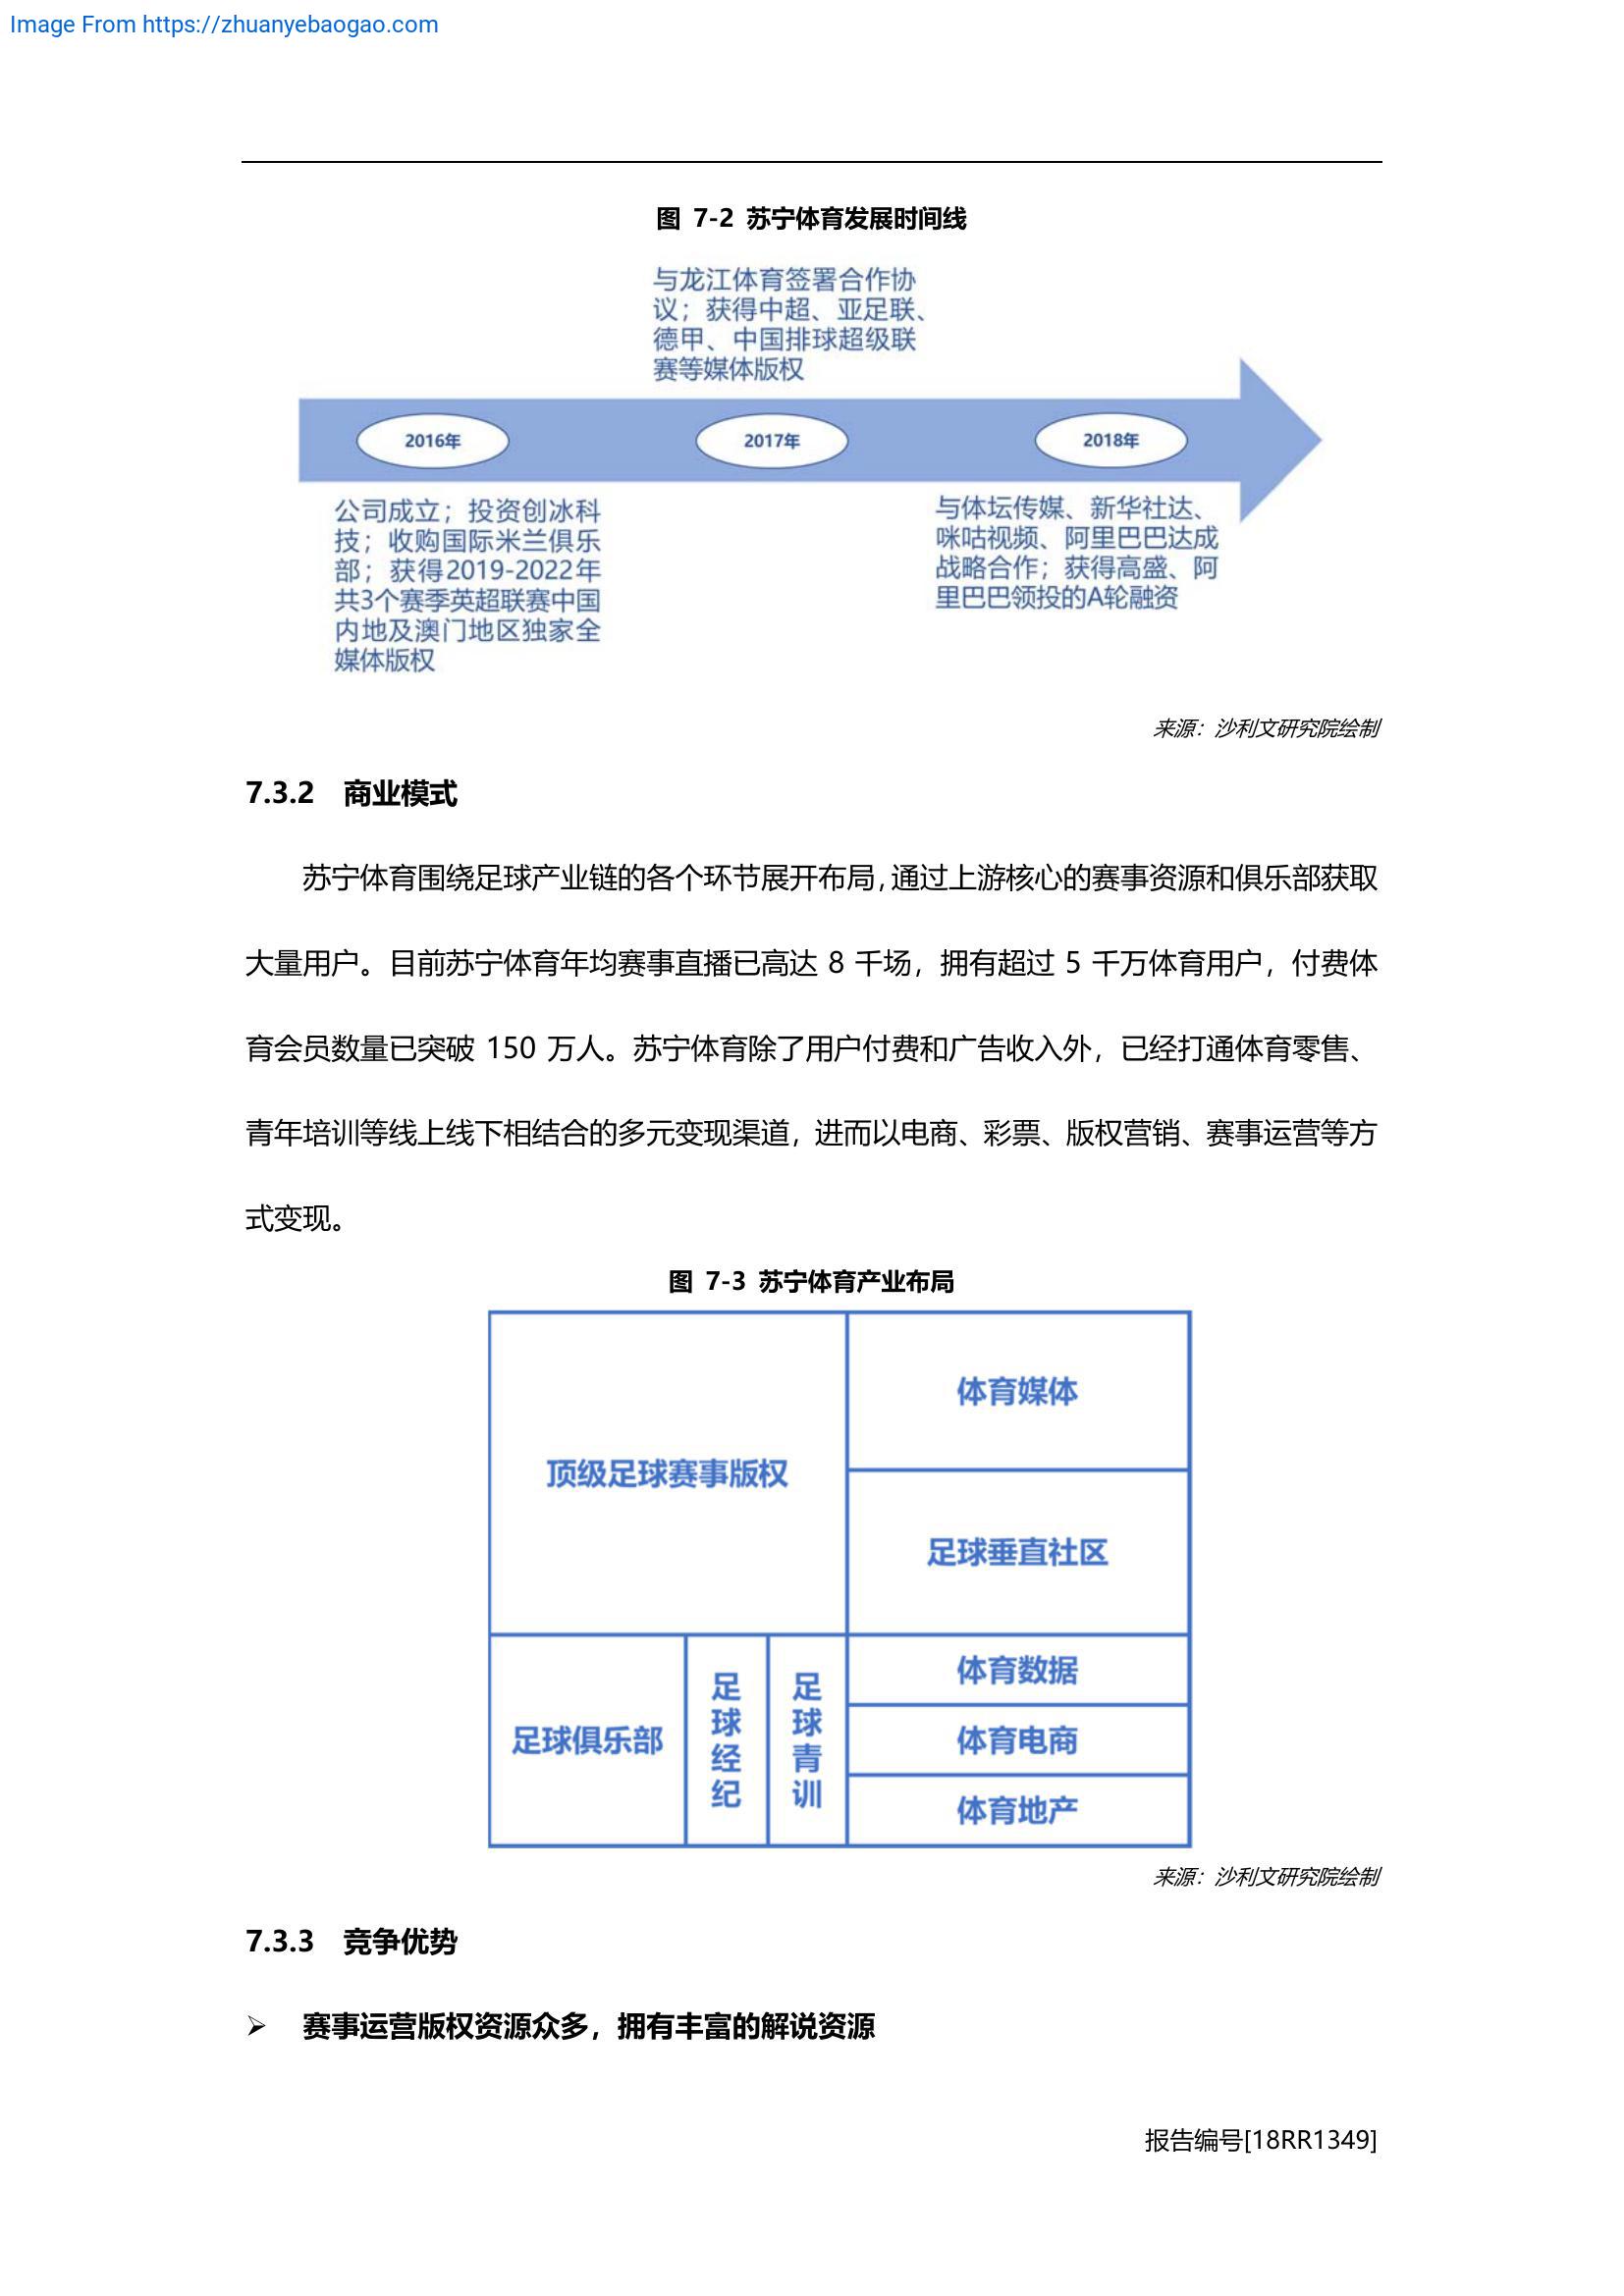 Image From https://zhuanyebaogao.com
图 7-2 苏宁体育发展时间线
与龙江体育签署合作协
议；获得中超、亚足联、
德甲、中国排球超级联
赛等媒体版权
2016年
2017年
2018年
公司成立；投资创冰科
技；收购国际米兰俱乐
部；获得2019-2022年
共3个赛季英超联赛中国
内地及澳门地区独家全
媒体版权
与体坛传媒、新华社达、
咪咕视频、阿里巴巴达成
战略合作；获得高盛、阿
里巴巴领投的A轮融资
来源：沙利文研究院绘制
7.3.2 商业模式
苏宁体育围绕足球产业链的各个环节展开布局，通过上游核心的赛事资源和俱乐部获取
大量用户。目前苏宁体育年均赛事直播已高达 8 千场，拥有超过 5 千万体育用户，付费体
育会员数量已突破 150 万人。苏宁体育除了用户付费和广告收入外，已经打通体育零售、
青年培训等线上线下相结合的多元变现渠道，进而以电商、彩票、版权营销、赛事运营等方
式变现。
图 7-3 苏宁体育产业布局
顶级足球赛事版权
体育媒体
足球垂直社区
足球俱乐部
足球经纪
足球青训
体育数据
体育电商
体育地产
来源：沙利文研究院绘制
7.3.3 竞争优势
➢ 赛事运营版权资源众多，拥有丰富的解说资源
报告编号[18RR1349]